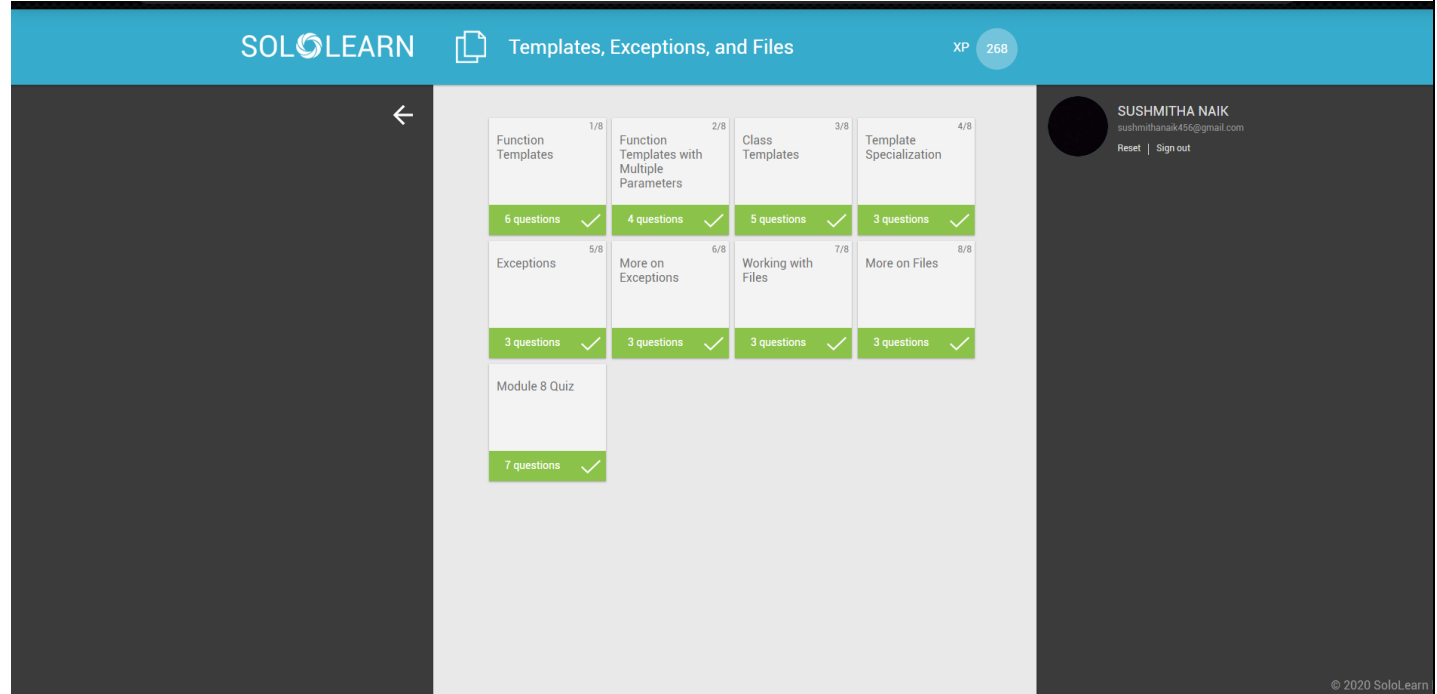 SOLOLEARN
Templates, Exceptions, and Files
XP 268
SUSHMITHA NAIK
sushmithanaik456@gmail.com
Reset | Sign out
1/8
Function
Templates
6 questions
2/8
Function
Templates with
Multiple
Parameters
4 questions
3/8
Class
Templates
5 questions
4/8
Template
Specialization
3 questions
5/8
Exceptions
3 questions
6/8
More on
Exceptions
3 questions
7/8
Working with
Files
3 questions
8/8
More on Files
3 questions
Module 8 Quiz
7 questions
© 2020 SoloLearn